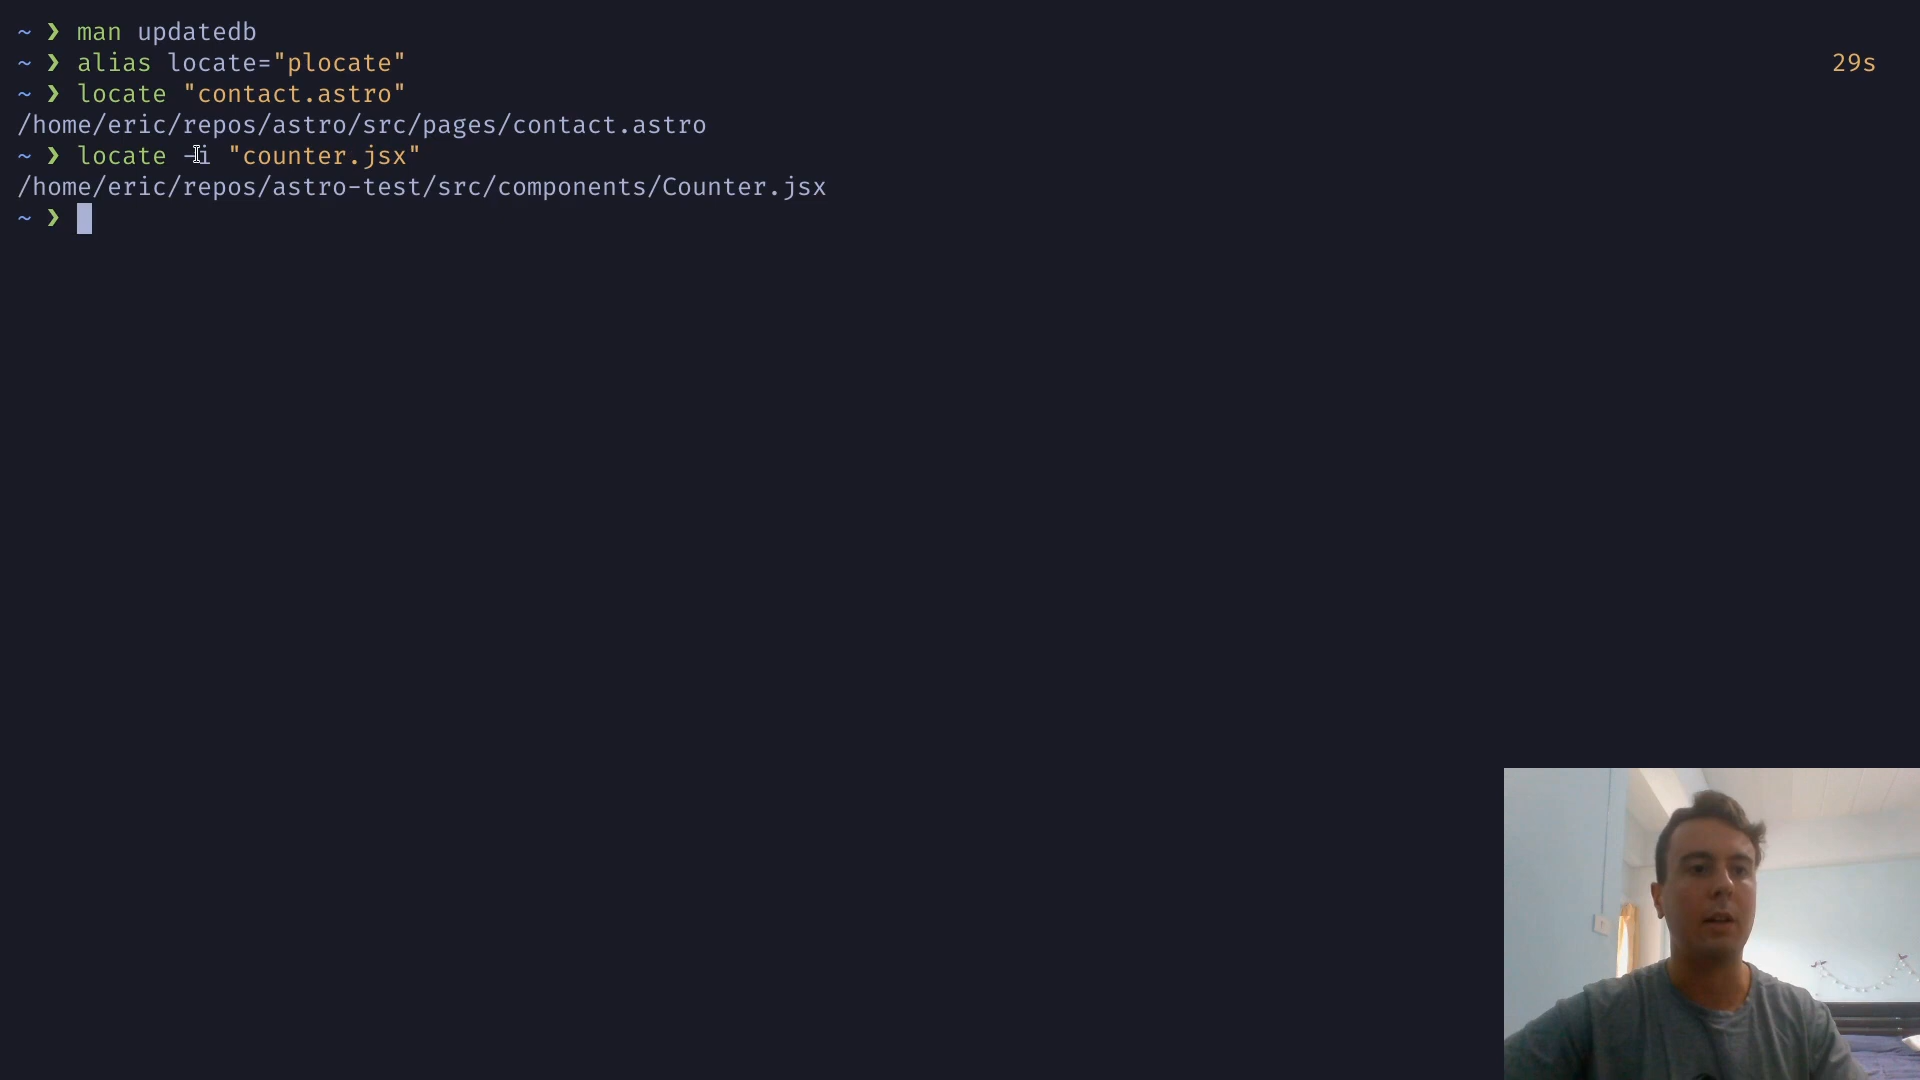 ~ ❯ man updatedb
~ ❯ alias locate="plocate" 29s
~ ❯ locate "contact.astro"
/home/eric/repos/astro/src/pages/contact.astro
~ ❯ locate -i "counter.jsx"
/home/eric/repos/astro-test/src/components/Counter.jsx
~ ❯